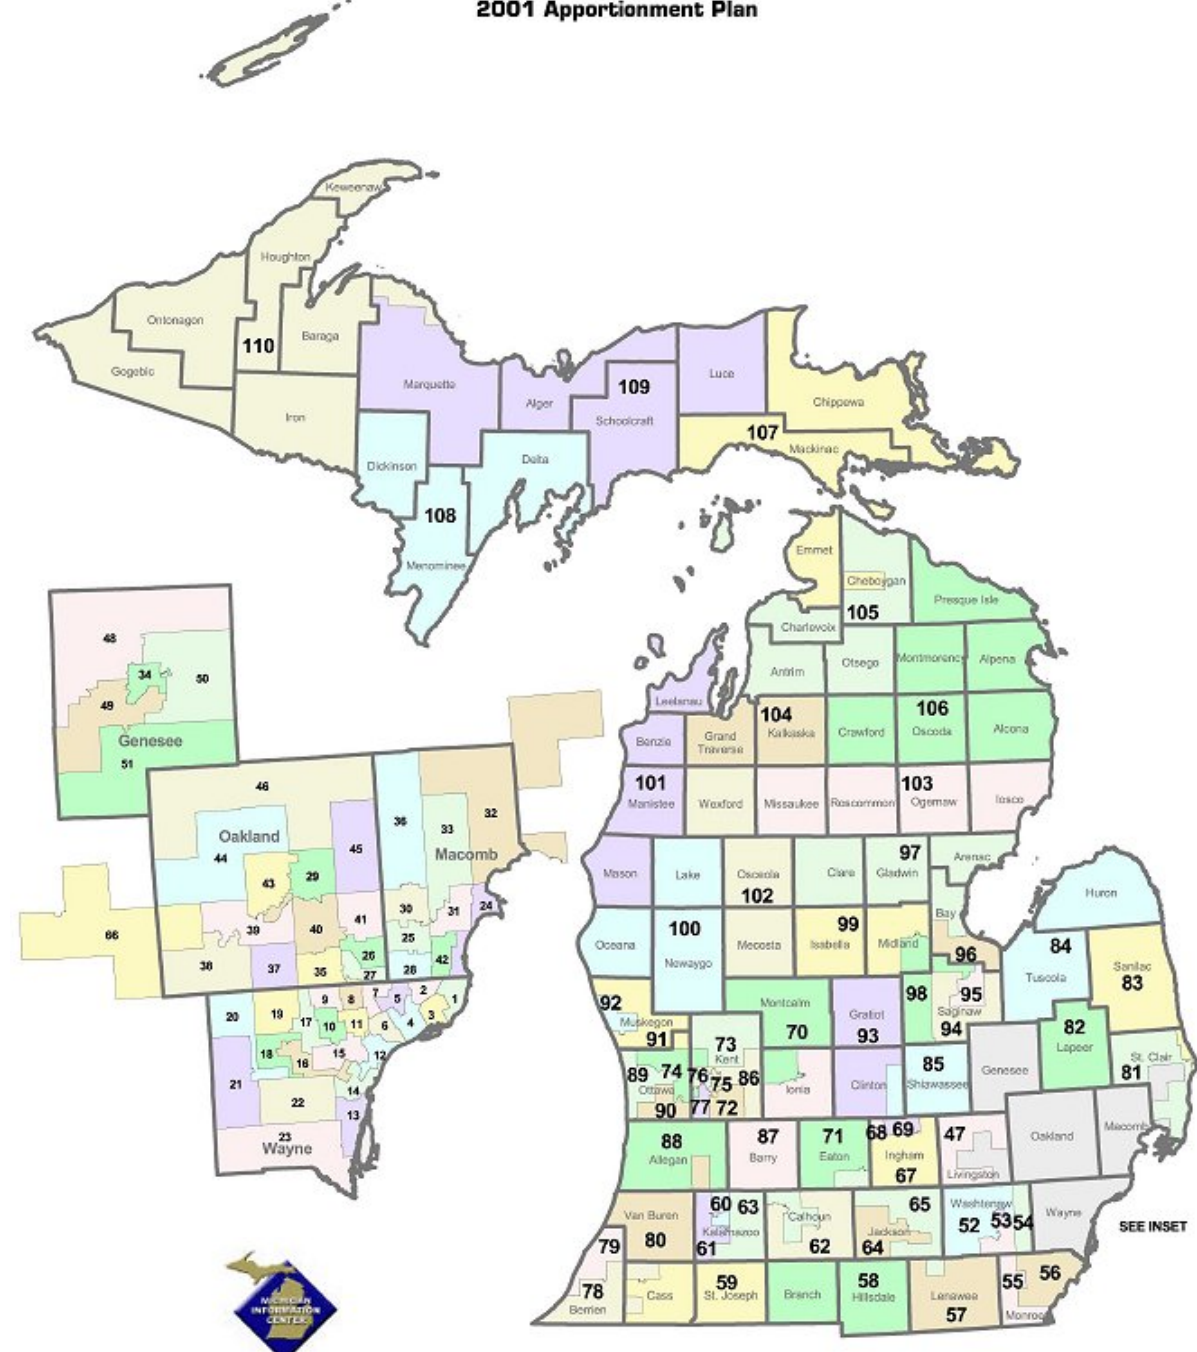 2001 Apportionment Plan
Keweenaw
Houghton
Ontonagon
Baraga
110
Gogebic
Iron
Marquette
Alger
109
Schoolcraft
Luce
Chippewa
107
Mackinac
Dickinson
Delta
108
Menominee
Emmet
Cheboygan
Presque Isle
105
Charlevoix
Antrim
Otsego
Montmorency
Alpena
Leelanau
104
106
Benzie
Grand
Traverse
Kalkaska
Crawford
Oscoda
Alcona
101
103
Manistee
Wexford
Missaukee
Roscommon
Ogemaw
Iosco
97
Arenac
Mason
Lake
Osceola
Clare
Gladwin
102
Huron
Bay
100
99
Oceana
Newaygo
Mecosta
Isabella
Midland
96
84
Tuscola
Sanilac
83
92
98
95
Saginaw
94
Montcalm
70
Gratiot
93
Muskegon
91
82
Lapeer
73
Kent
85
Shiawassee
Genesee
St. Clair
81
89
74
76
75
86
Ottawa
Ionia
Clinton
90
77
72
Oakland
Macomb
88
Allegan
87
Barry
71
Eaton
68
69
Ingham
67
47
Livingston
Van Buren
80
60
63
Kalamazoo
61
Calhoun
62
65
Jackson
64
Washtenaw
52
53
54
Wayne
SEE INSET
79
78
Berrien
Cass
59
St. Joseph
Branch
58
Hillsdale
Lenawee
57
55
56
Monroe
48
34
50
49
Genesee
51
46
36
32
Oakland
33
44
45
Macomb
43
29
66
39
40
41
30
31
24
25
38
37
35
26
27
28
42
20
19
9
8
7
5
2
1
17
10
11
6
4
3
18
16
15
12
21
14
22
13
23
Wayne
MICHIGAN
INFORMATION
CENTER